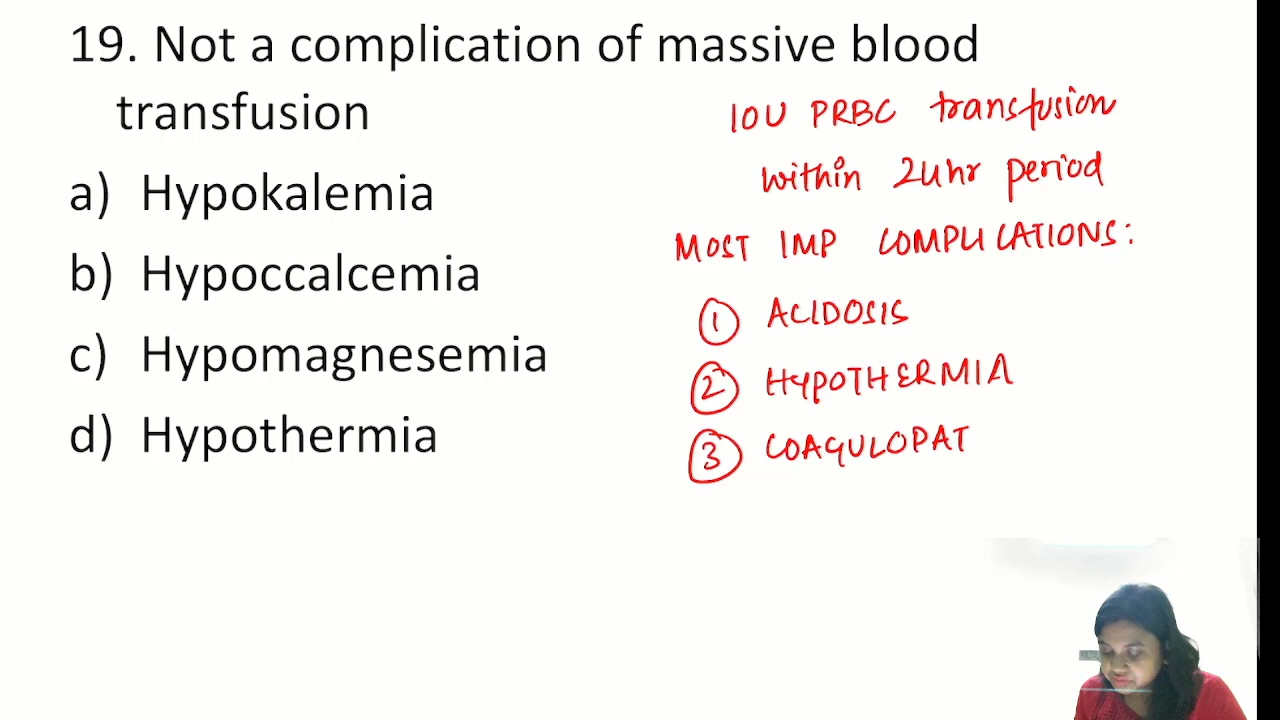 19. Not a complication of massive blood
transfusion
a) Hypokalemia
b) Hypoccalcemia
c) Hypomagnesemia
d) Hypothermia
10U PRBC transfusion
within 24hr period
MOST IMP COMPLICATIONS:
① ACIDOSIS
② HYPOTHERMIA
③ COAGULOPAT